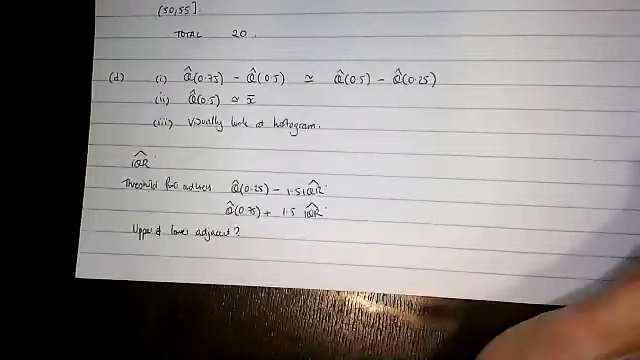 (50,55]
TOTAL 20.
(d) (i) Q̂(0.75) - Q̂(0.5) ≃ Q̂(0.5) - Q̂(0.25)
(ii) Q̂(0.5) ≃ x̄
(iii) Visually look at histogram.
IQR̂
Threshold for Q̂(0.25) - 1.5 IQR̂
Q̂(0.75) + 1.5 IQR̂
Upper & lower adjacent?